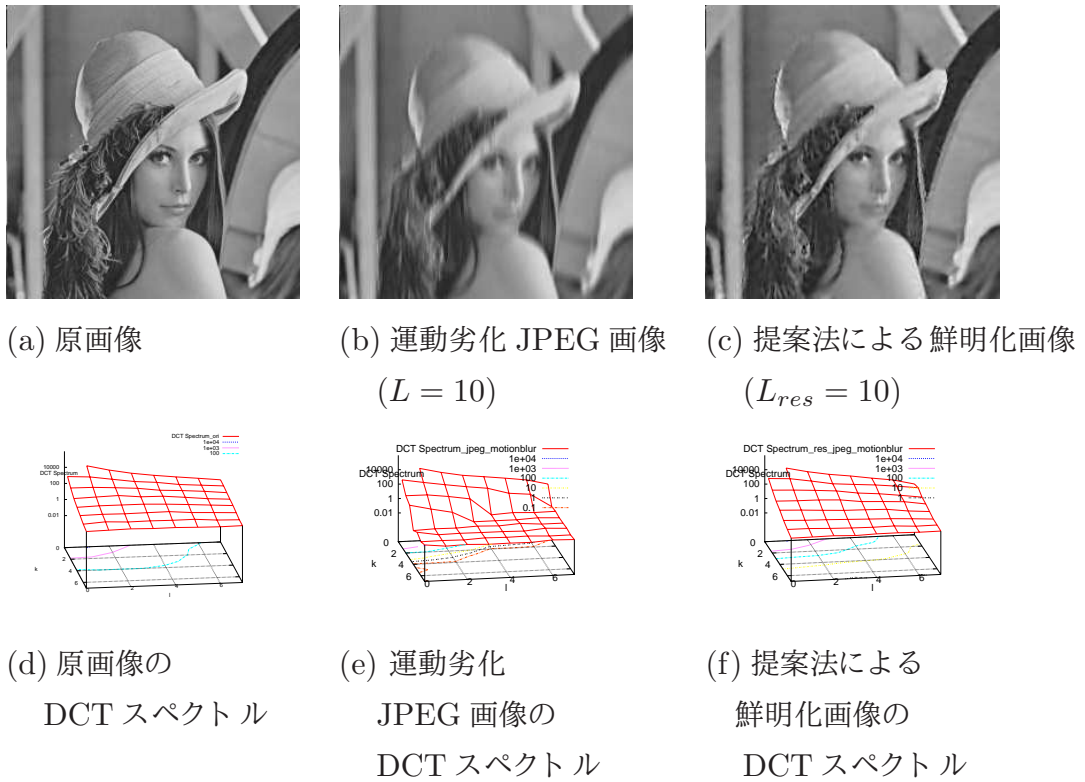 (a) 原画像
(b) 運動劣化 JPEG 画像
(L = 10)
(c) 提案法による鮮明化画像
(L_res = 10)
DCT Spectrum_ori
1e+04
1e+03
100
DCT Spectrum
10000
100
1
0.01
0
2
4
6
k
0
2
4
6
l
DCT Spectrum_jpeg_motionblur
1e+04
1e+03
100
10
1
0.1
DCT Spectrum
10000
100
1
0.01
0
2
4
6
k
0
2
4
6
l
DCT Spectrum_res_jpeg_motionblur
1e+04
1e+03
100
10
1
DCT Spectrum
10000
100
1
0.01
0
2
4
6
k
0
2
4
6
l
(d) 原画像の
DCT スペクトル
(e) 運動劣化
JPEG 画像の
DCT スペクトル
(f) 提案法による
鮮明化画像の
DCT スペクトル